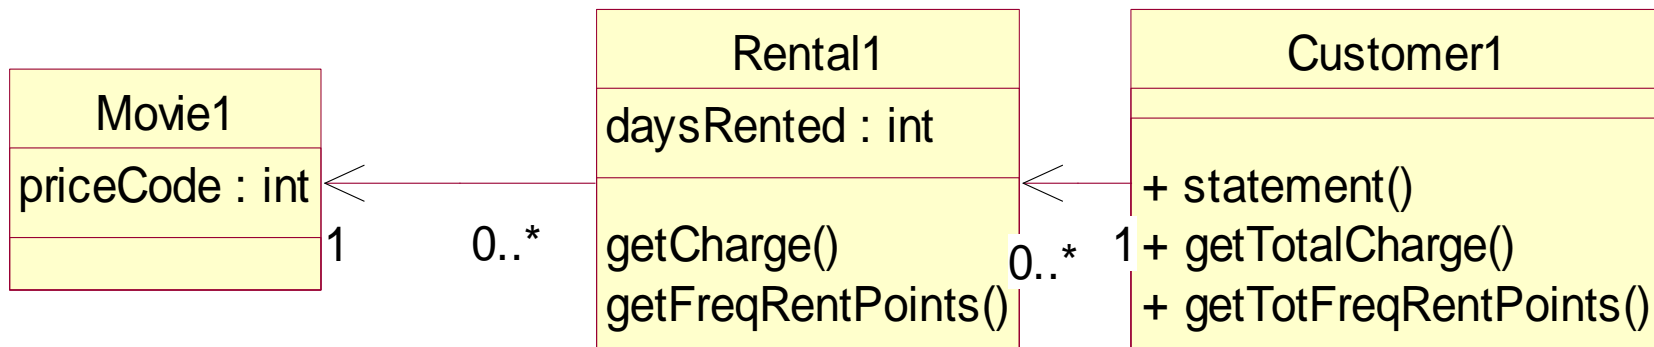 Movie1
priceCode : int
1
0..*
Rental1
daysRented : int
getCharge()
getFreqRentPoints()
0..*
1
Customer1
+ statement()
+ getTotalCharge()
+ getTotFreqRentPoints()